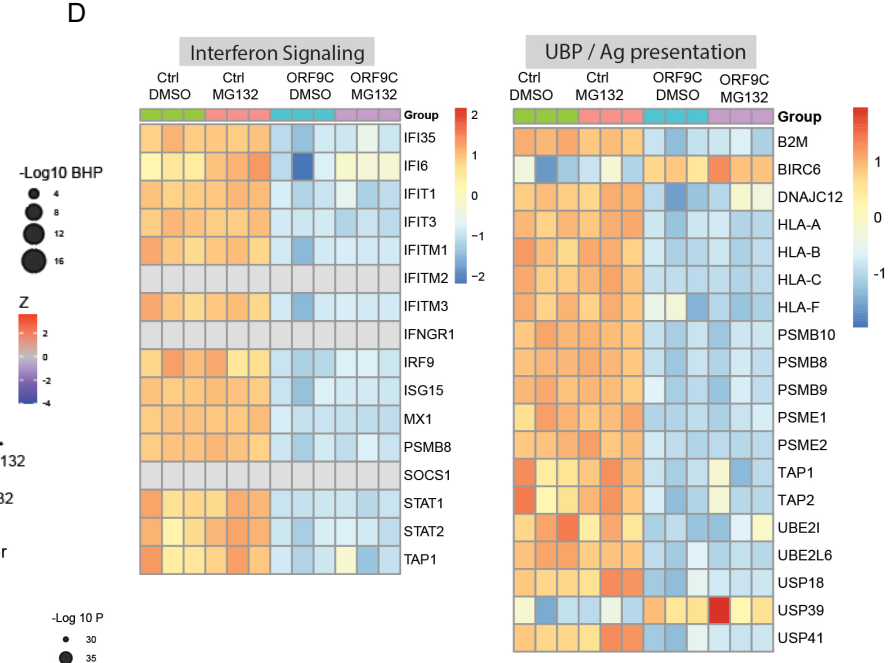 D
Interferon Signaling
Ctrl DMSO
Ctrl MG132
ORF9C DMSO
ORF9C MG132
Group
IFI35
IFI6
IFIT1
IFIT3
IFITM1
IFITM2
IFITM3
IFNGR1
IRF9
ISG15
MX1
PSMB8
SOCS1
STAT1
STAT2
TAP1
2
1
0
−1
−2
UBP / Ag presentation
Ctrl DMSO
Ctrl MG132
ORF9C DMSO
ORF9C MG132
Group
B2M
BIRC6
DNAJC12
HLA-A
HLA-B
HLA-C
HLA-F
PSMB10
PSMB8
PSMB9
PSME1
PSME2
TAP1
TAP2
UBE2I
UBE2L6
USP18
USP39
USP41
1
0
-1
-Log10 BHP
4
8
12
16
Z
2
0
-2
-4
132
32
r
-Log 10 P
30
35